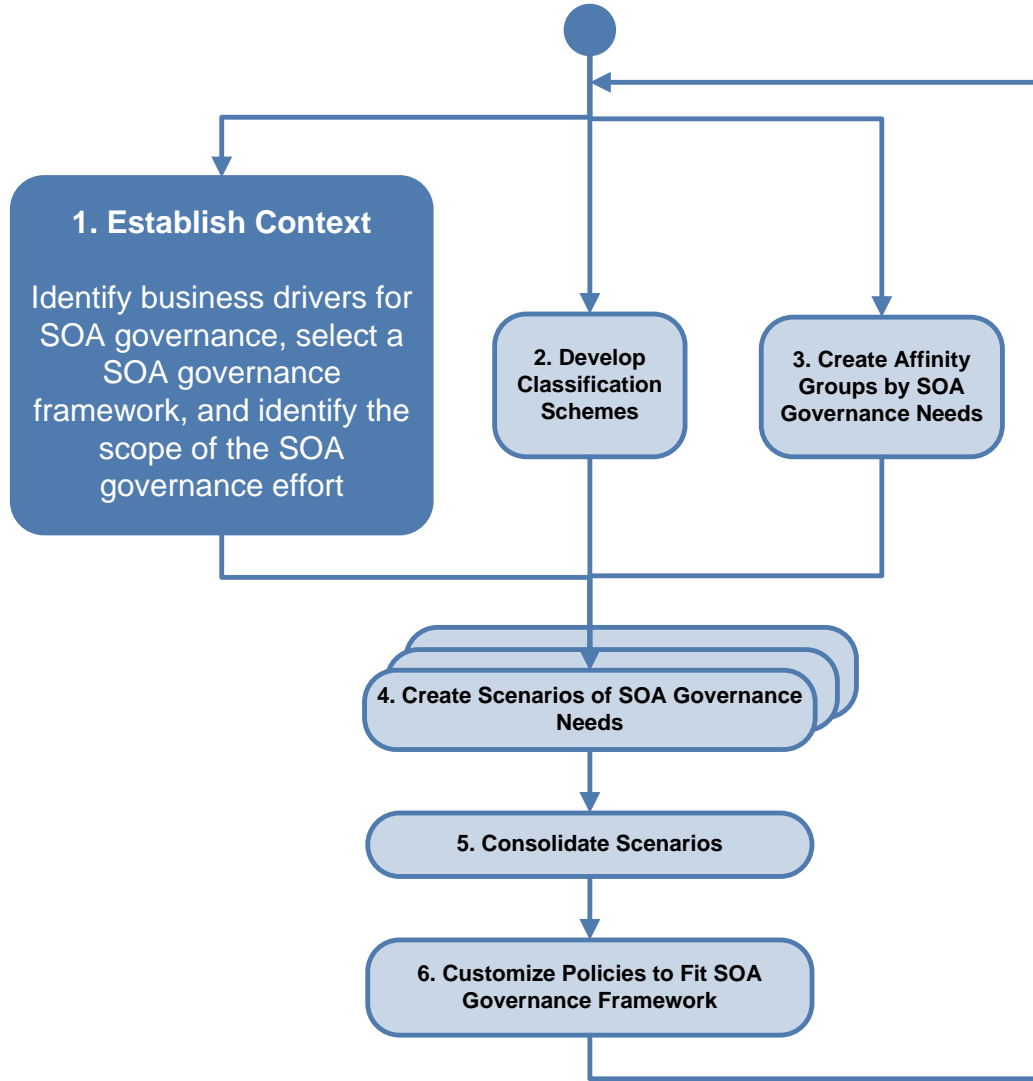 1. Establish Context
Identify business drivers for
SOA governance, select a
SOA governance
framework, and identify the
scope of the SOA
governance effort
2. Develop
Classification
Schemes
3. Create Affinity
Groups by SOA
Governance Needs
4. Create Scenarios of SOA Governance
Needs
5. Consolidate Scenarios
6. Customize Policies to Fit SOA
Governance Framework